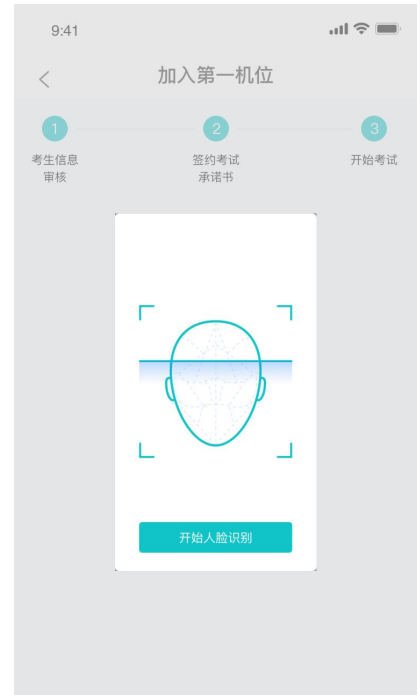 9:41
加入第一机位
1
2
3
考生信息
审核
签约考试
承诺书
开始考试
开始人脸识别